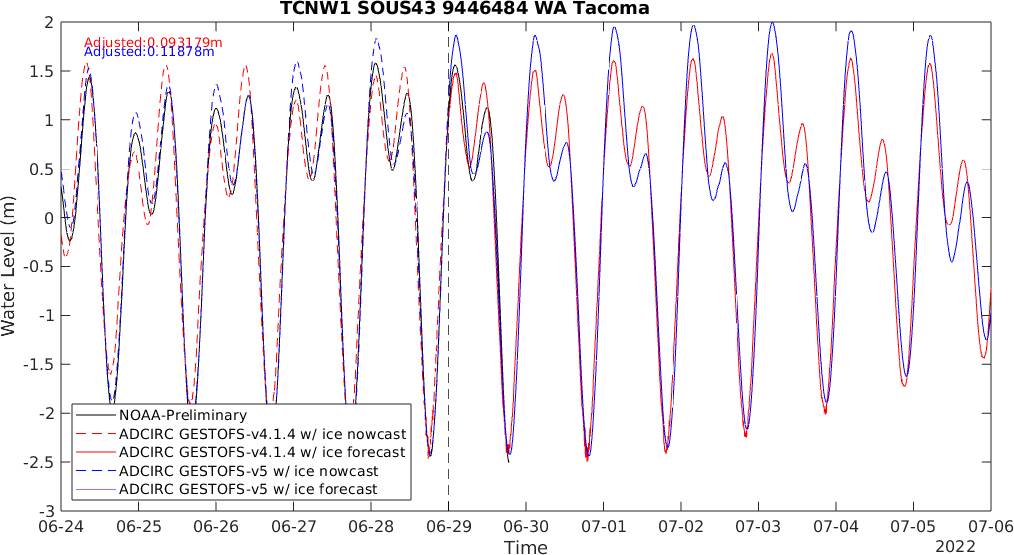 TCNW1 SOUS43 9446484 WA Tacoma
Adjusted:0.093179m
Adjusted:0.11878m
Water Level (m)
2
1.5
1
0.5
0
-0.5
-1
-1.5
-2
-2.5
-3
NOAA-Preliminary
ADCIRC GESTOFS-v4.1.4 w/ ice nowcast
ADCIRC GESTOFS-v4.1.4 w/ ice forecast
ADCIRC GESTOFS-v5 w/ ice nowcast
ADCIRC GESTOFS-v5 w/ ice forecast
06-24 06-25 06-26 06-27 06-28 06-29 06-30 07-01 07-02 07-03 07-04 07-05 07-06
Time
2022